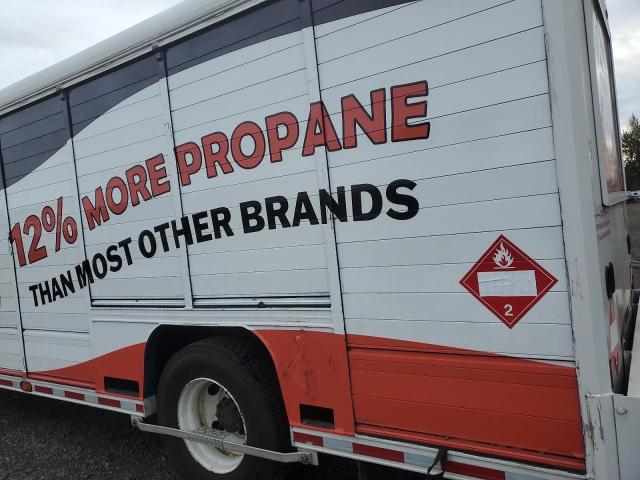 12% MORE PROPANE
THAN MOST OTHER BRANDS
2